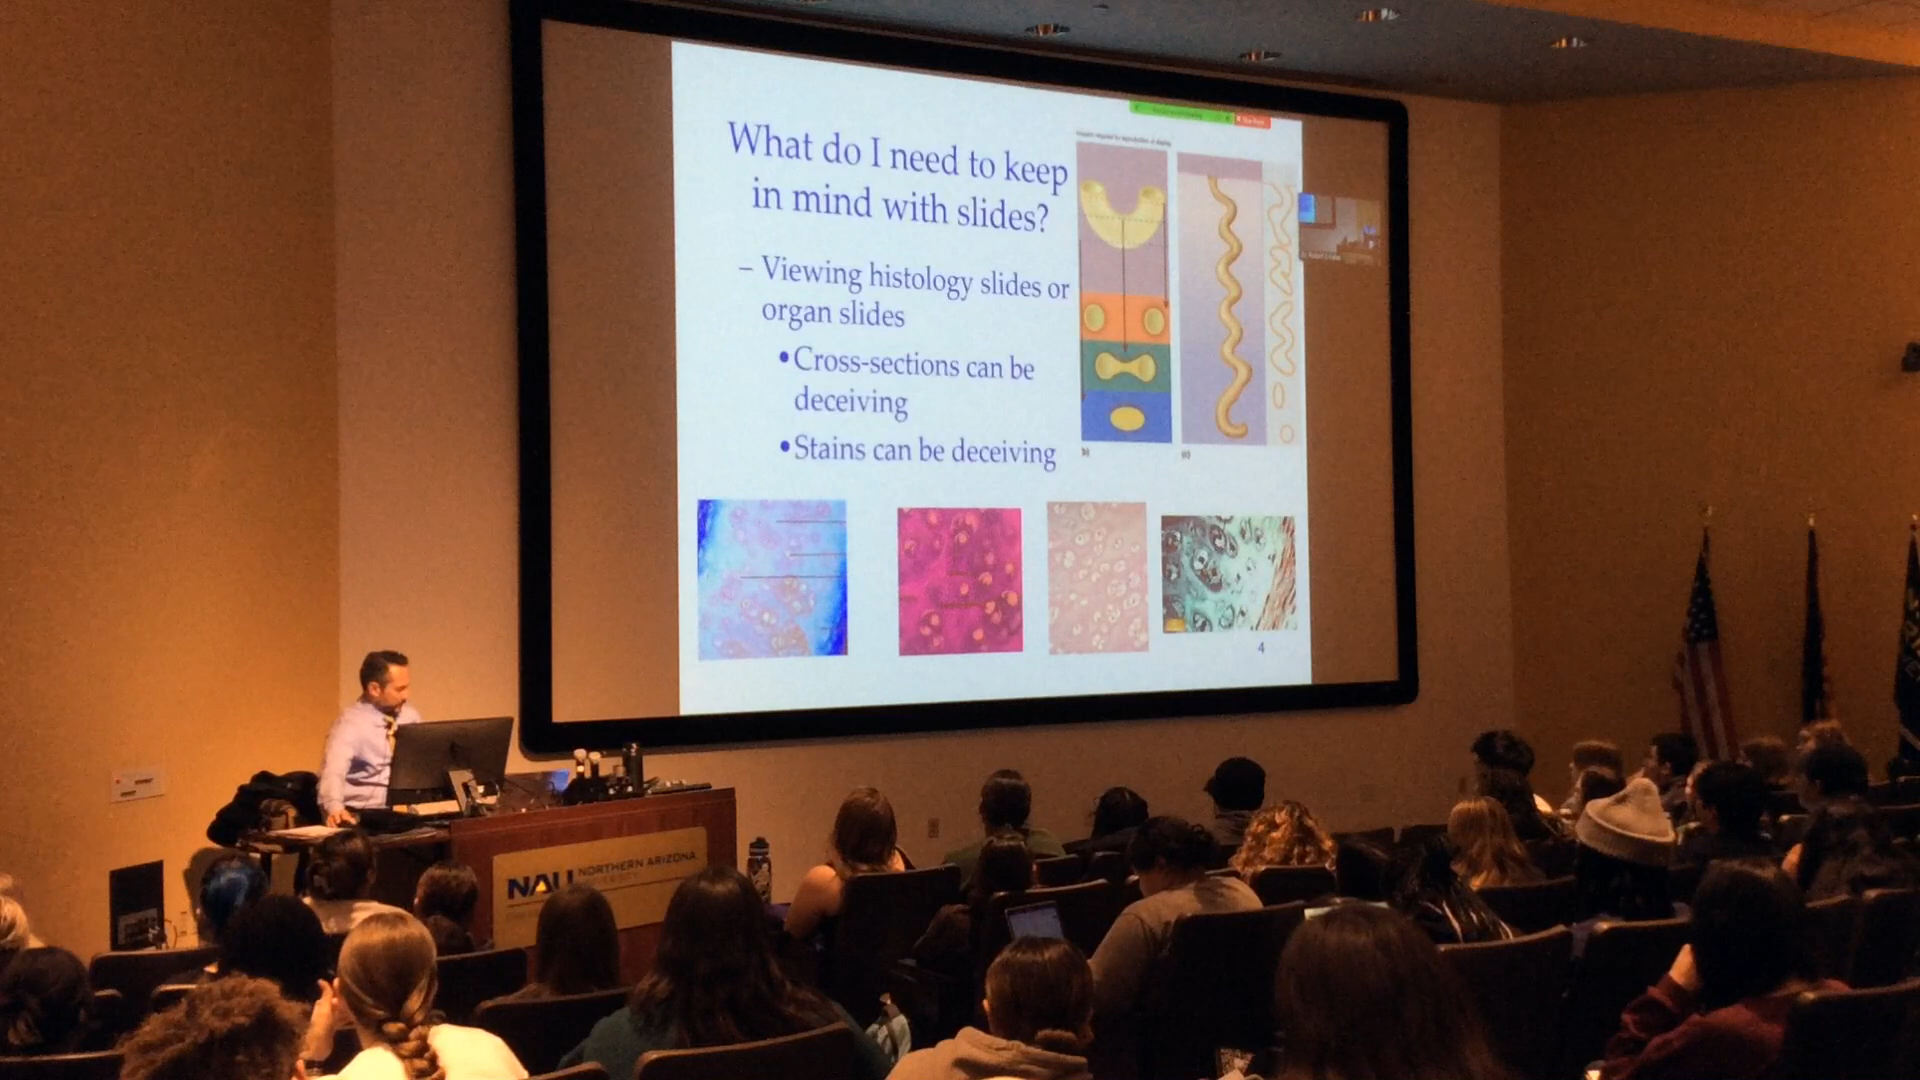 What do I need to keep
in mind with slides?
– Viewing histology slides or
organ slides
•Cross-sections can be
deceiving
•Stains can be deceiving
(c)
4
NAU NORTHERN ARIZONA
UNIVERSITY